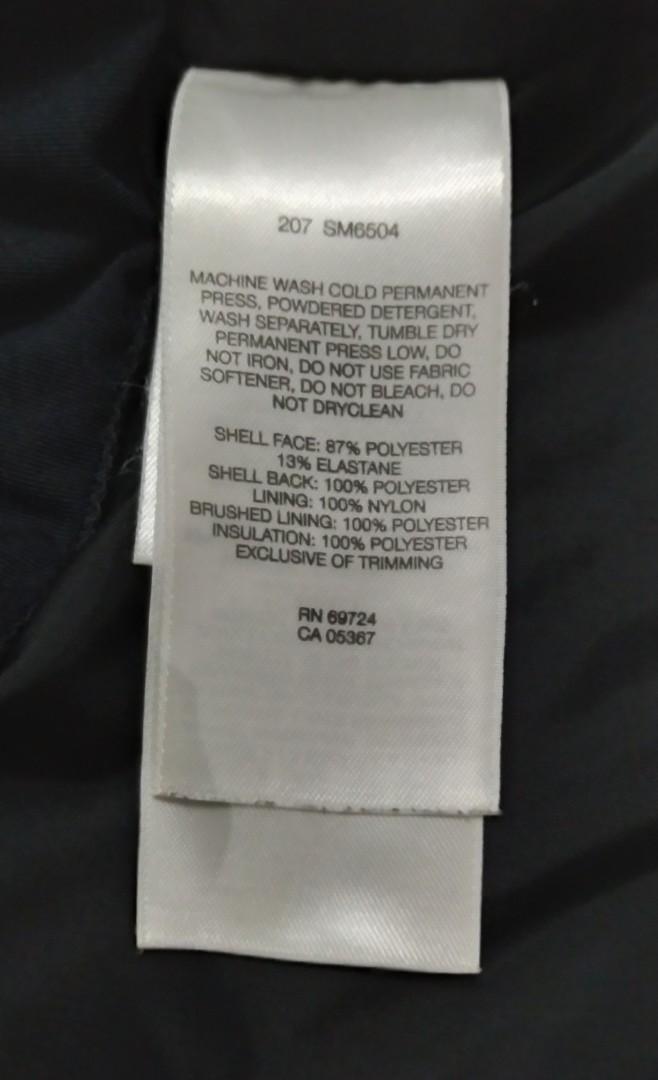 207 SM6504
MACHINE WASH COLD PERMANENT
PRESS, POWDERED DETERGENT,
WASH SEPARATELY, TUMBLE DRY
PERMANENT PRESS LOW, DO
NOT IRON, DO NOT USE FABRIC
SOFTENER, DO NOT BLEACH, DO
NOT DRYCLEAN
SHELL FACE: 87% POLYESTER
13% ELASTANE
SHELL BACK: 100% POLYESTER
LINING: 100% NYLON
BRUSHED LINING: 100% POLYESTER
INSULATION: 100% POLYESTER
EXCLUSIVE OF TRIMMING
RN 69724
CA 05367